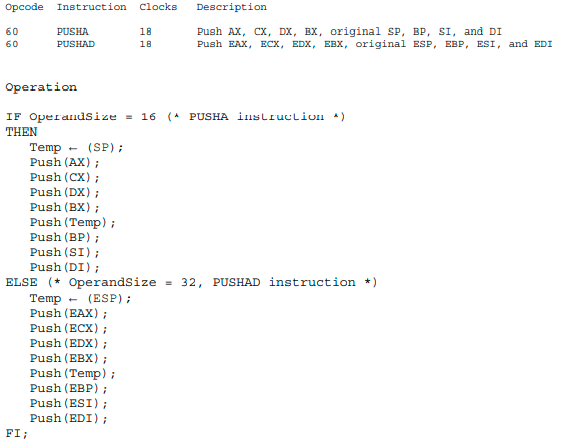 Opcode Instruction Clocks Description
60 PUSHA 18 Push AX, CX, DX, BX, original SP, BP, SI, and DI
60 PUSHAD 18 Push EAX, ECX, EDX, EBX, original ESP, EBP, ESI, and EDI
Operation
IF OperandSize = 16 (* PUSHA instruction *)
THEN
Temp ← (SP);
Push(AX);
Push(CX);
Push(DX);
Push(BX);
Push(Temp);
Push(BP);
Push(SI);
Push(DI);
ELSE (* OperandSize = 32, PUSHAD instruction *)
Temp ← (ESP);
Push(EAX);
Push(ECX);
Push(EDX);
Push(EBX);
Push(Temp);
Push(EBP);
Push(ESI);
Push(EDI);
FI;